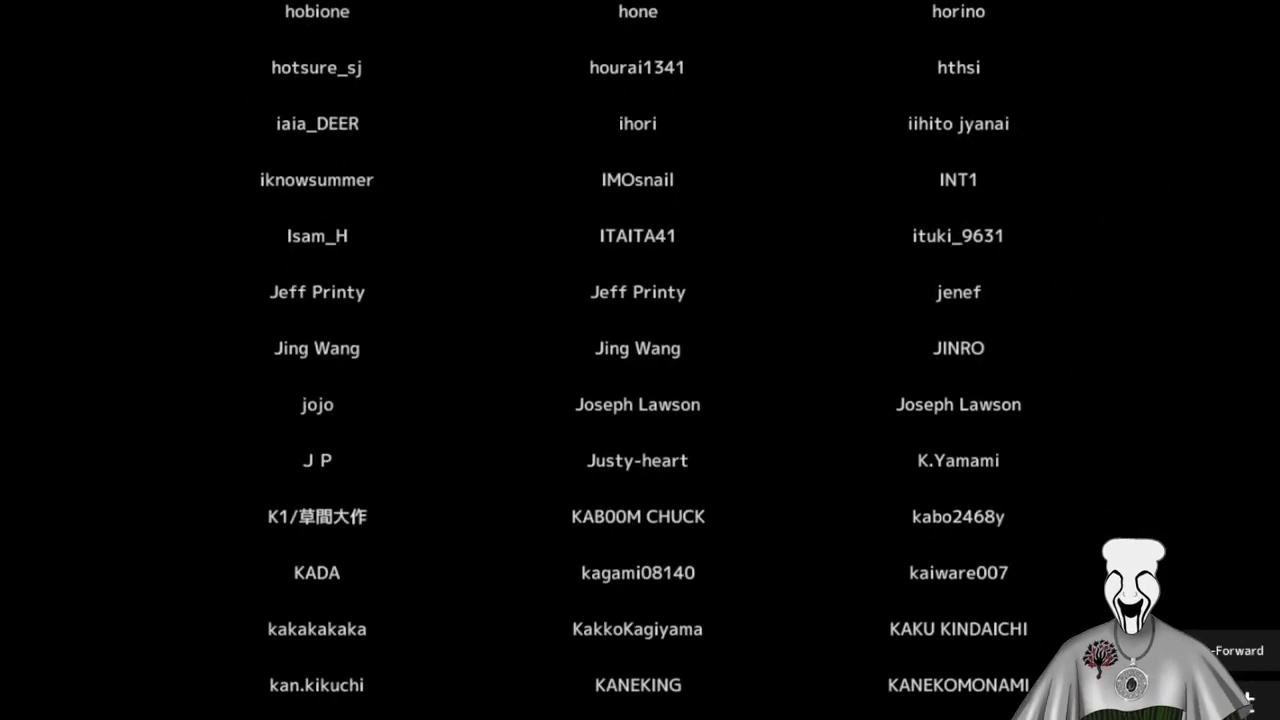 hobione hone horino
hotsure_sj hourai1341 hthsi
iaia_DEER ihori iihito jyanai
iknowsummer IMOsnail INT1
Isam_H ITAITA41 ituki_9631
Jeff Printy Jeff Printy jenef
Jing Wang Jing Wang JINRO
jojo Joseph Lawson Joseph Lawson
J P Justy-heart K.Yamami
K1/草間大作 KAB00M CHUCK kabo2468y
KADA kagami08140 kaiware007
kakakakaka KakkoKagiyama KAKU KINDAICHI
-Forward
kan.kikuchi KANEKING KANEKOMONAMI